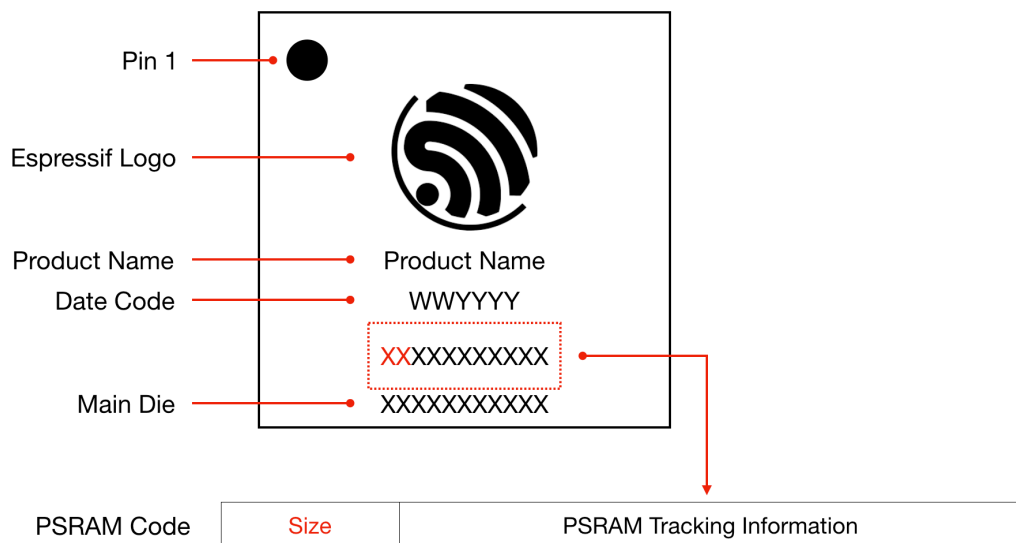 Pin 1
Espressif Logo
Product Name Product Name
Date Code WWYYYY
XXXXXXXXXXX
Main Die XXXXXXXXXXX
PSRAM Code Size PSRAM Tracking Information